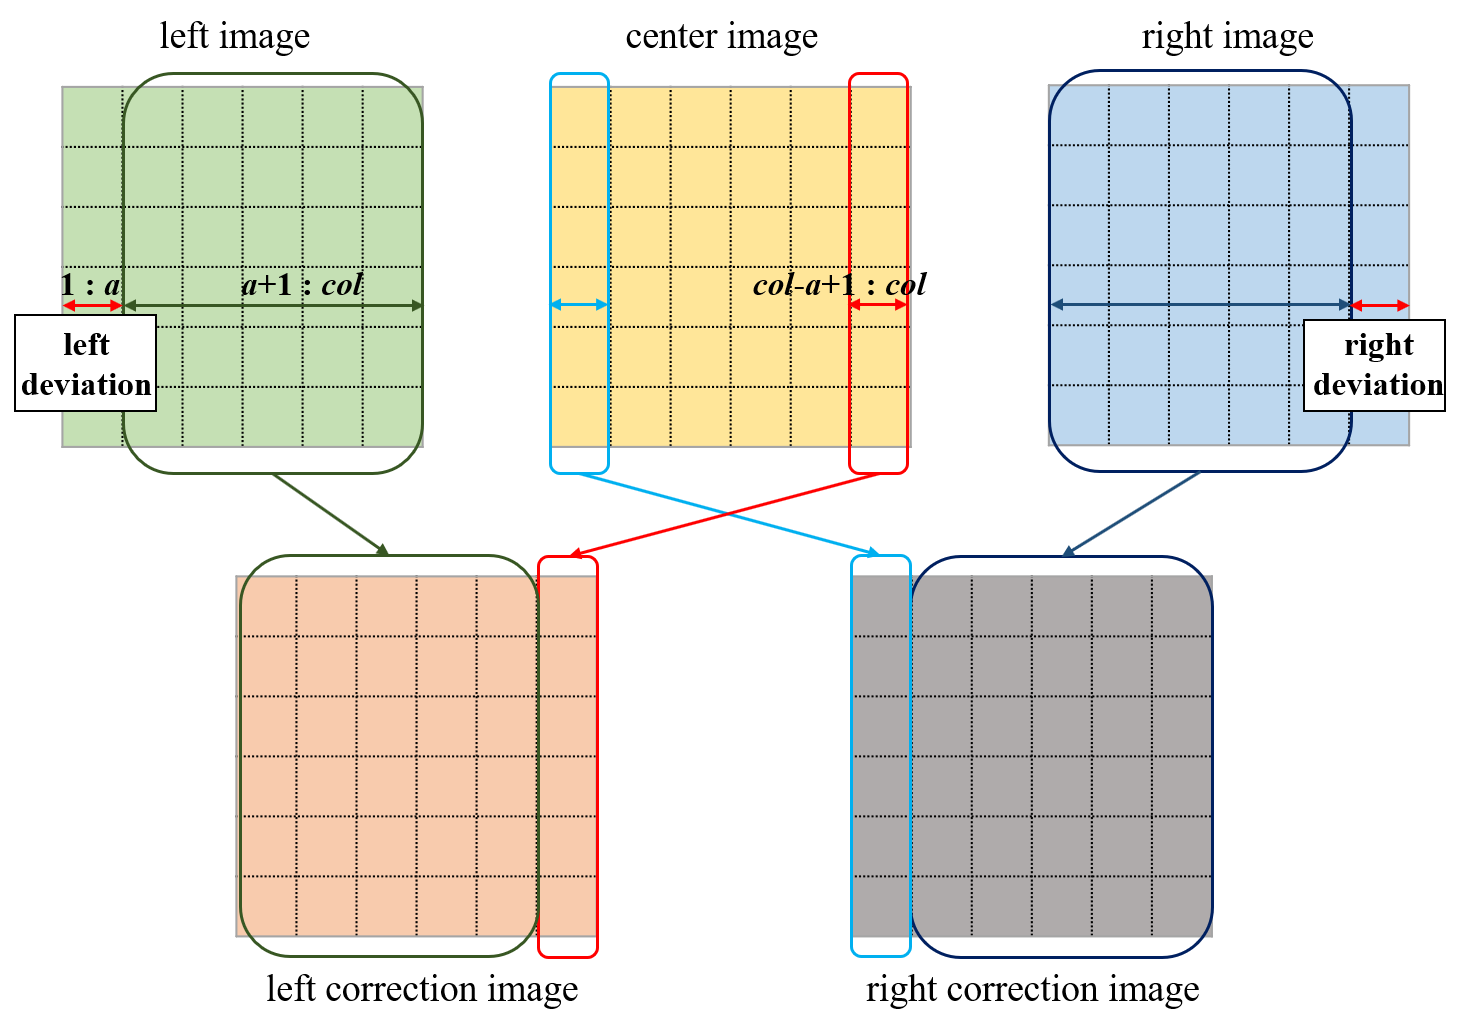 left image
center image
right image
1 : a
a+1 : col
col-a+1 : col
left
deviation
right
deviation
left correction image
right correction image